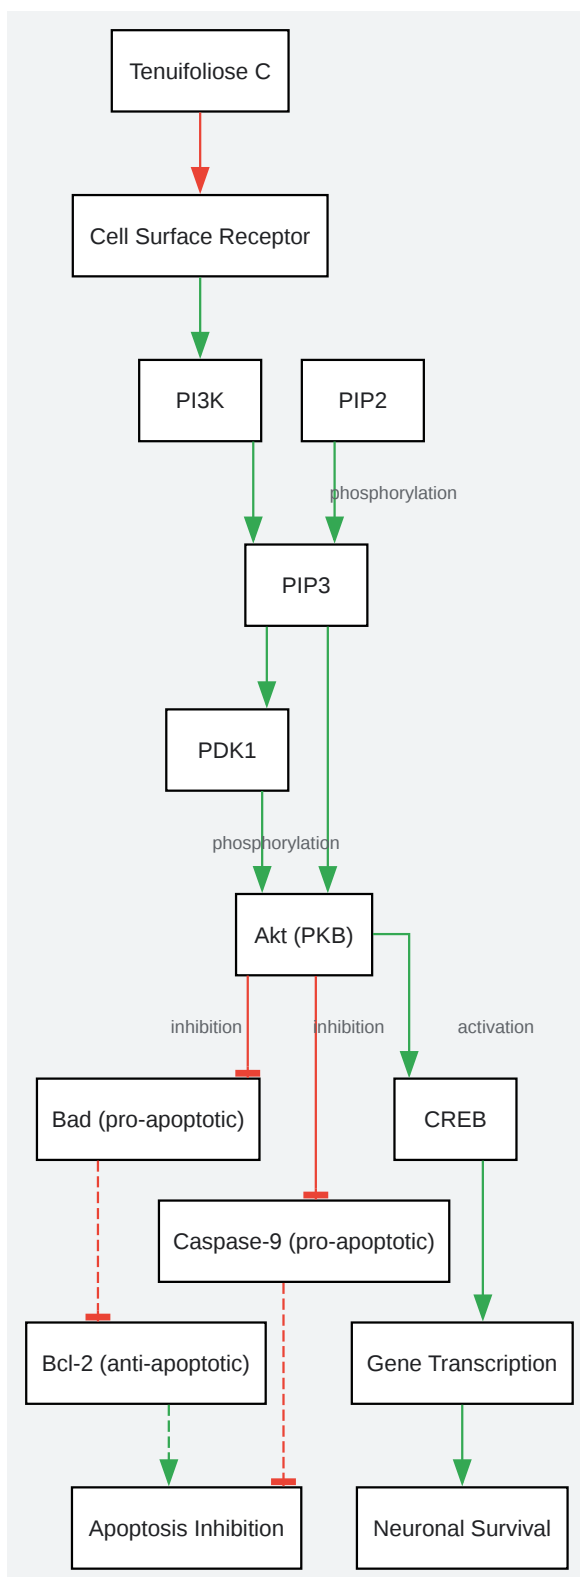 Tenuifoliose C
Cell Surface Receptor
PI3K
PIP2
phosphorylation
PIP3
PDK1
phosphorylation
Akt (PKB)
inhibition
inhibition
activation
Bad (pro-apoptotic)
CREB
Caspase-9 (pro-apoptotic)
Bcl-2 (anti-apoptotic)
Gene Transcription
Apoptosis Inhibition
Neuronal Survival